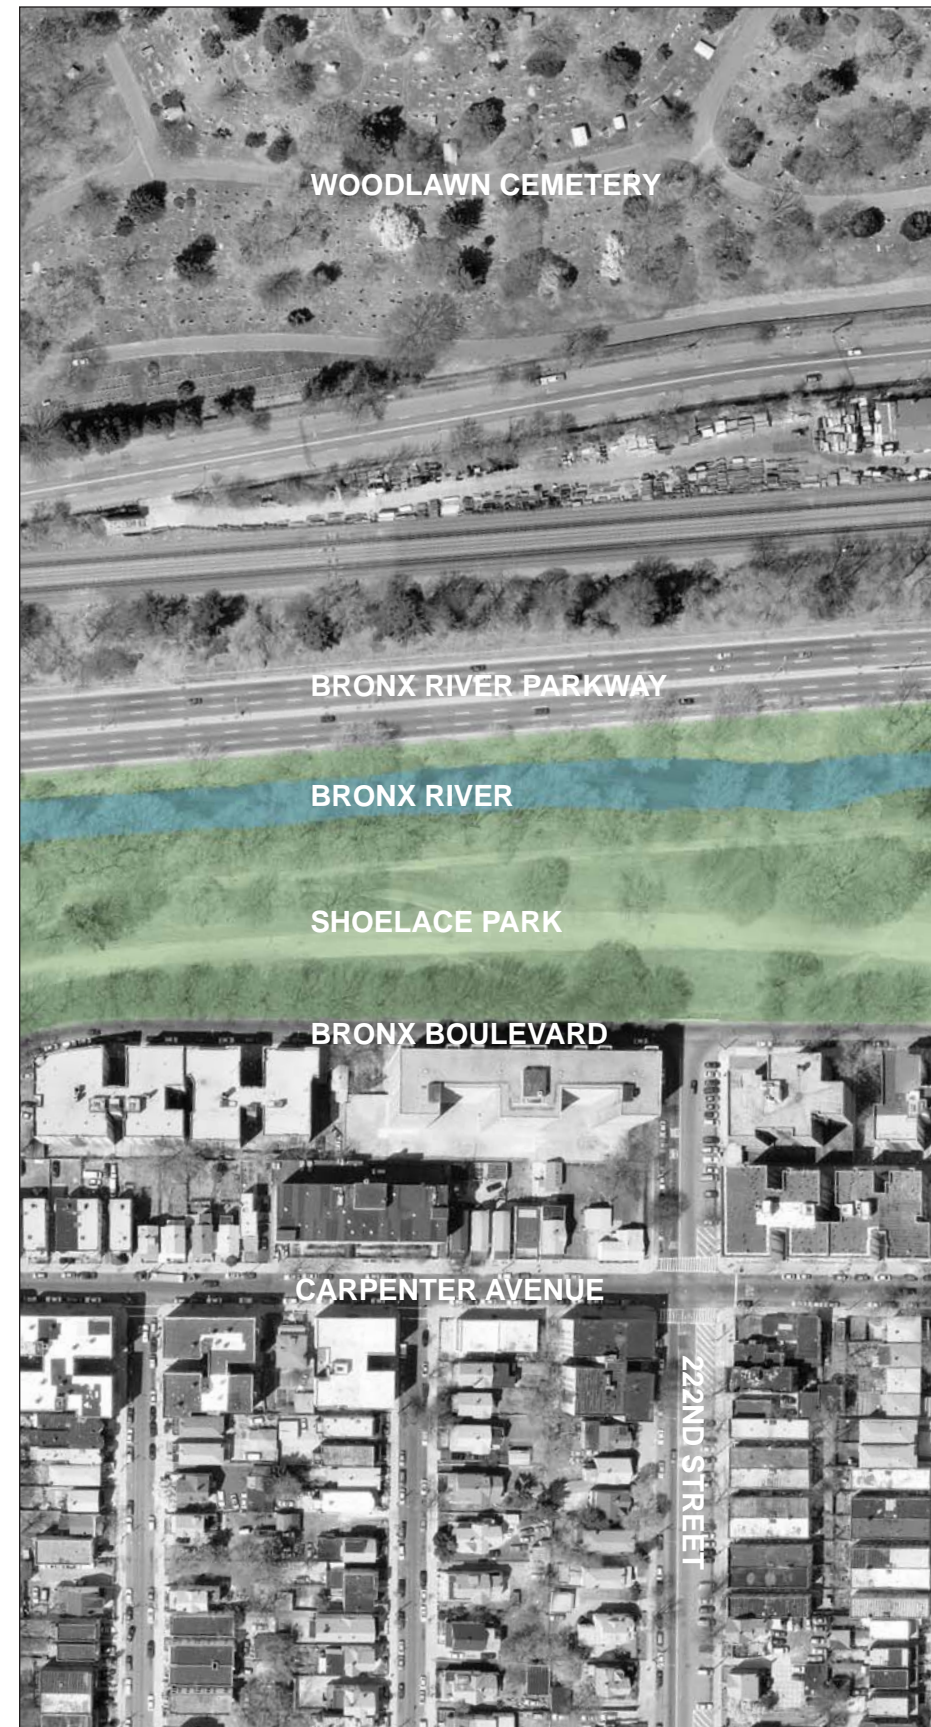 WOODLAWN CEMETERY
BRONX RIVER PARKWAY
BRONX RIVER
SHOELACE PARK
BRONX BOULEVARD
CARPENTER AVENUE
222ND STREET